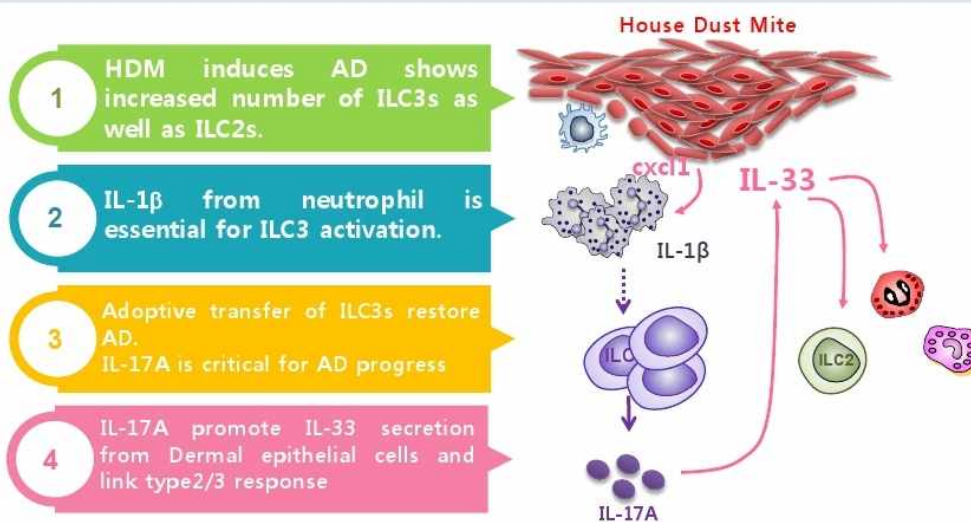 House Dust Mite
1
HDM induces AD shows
increased number of ILC3s as
well as ILC2s.
2
IL-1β from neutrophil is
essential for ILC3 activation.
3
Adoptive transfer of ILC3s restore
AD.
IL-17A is critical for AD progress
4
IL-17A promote IL-33 secretion
from Dermal epithelial cells and
link type2/3 response
cxcl1
IL-33
IL-1β
ILC
ILC2
IL-17A